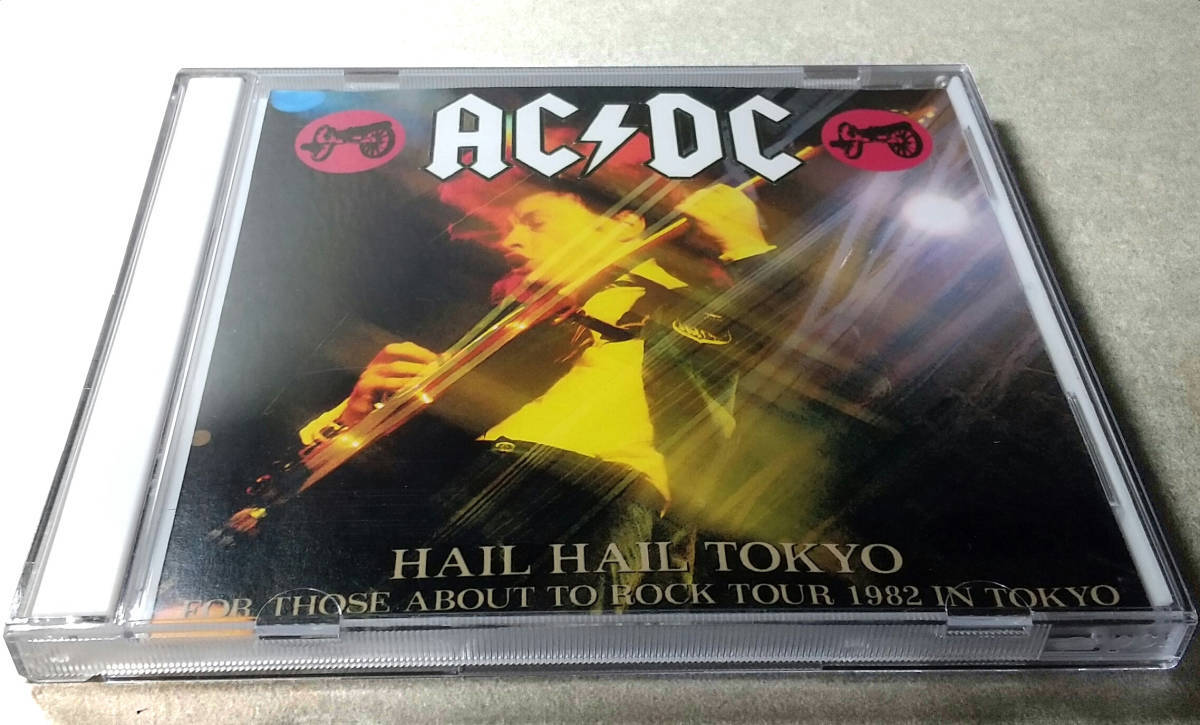 AC⚡DC
HAIL HAIL TOKYO
FOR THOSE ABOUT TO ROCK TOUR 1982 IN TOKYO